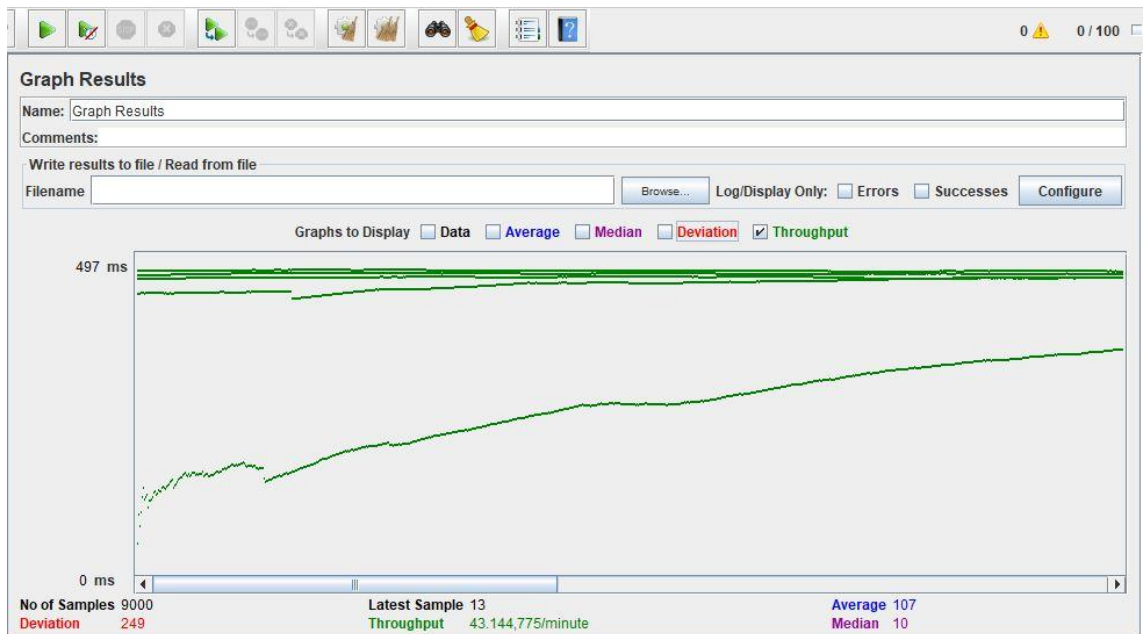 0 0 / 100
Graph Results
Name: Graph Results
Comments:
Write results to file / Read from file
Filename Browse... Log/Display Only: Errors Successes Configure
Graphs to Display Data Average Median Deviation Throughput
497 ms
0 ms
No of Samples 9000 Latest Sample 13 Average 107
Deviation 249 Throughput 43.144,775/minute Median 10